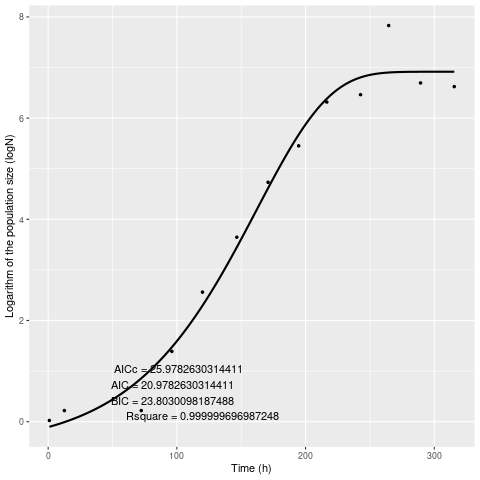 8
6
4
2
0
Logarithm of the population size (logN)
AICc = 25.9782630314411
AIC = 20.9782630314411
BIC = 23.8030098187488
Rsquare = 0.999999696987248
0
100
200
300
Time (h)